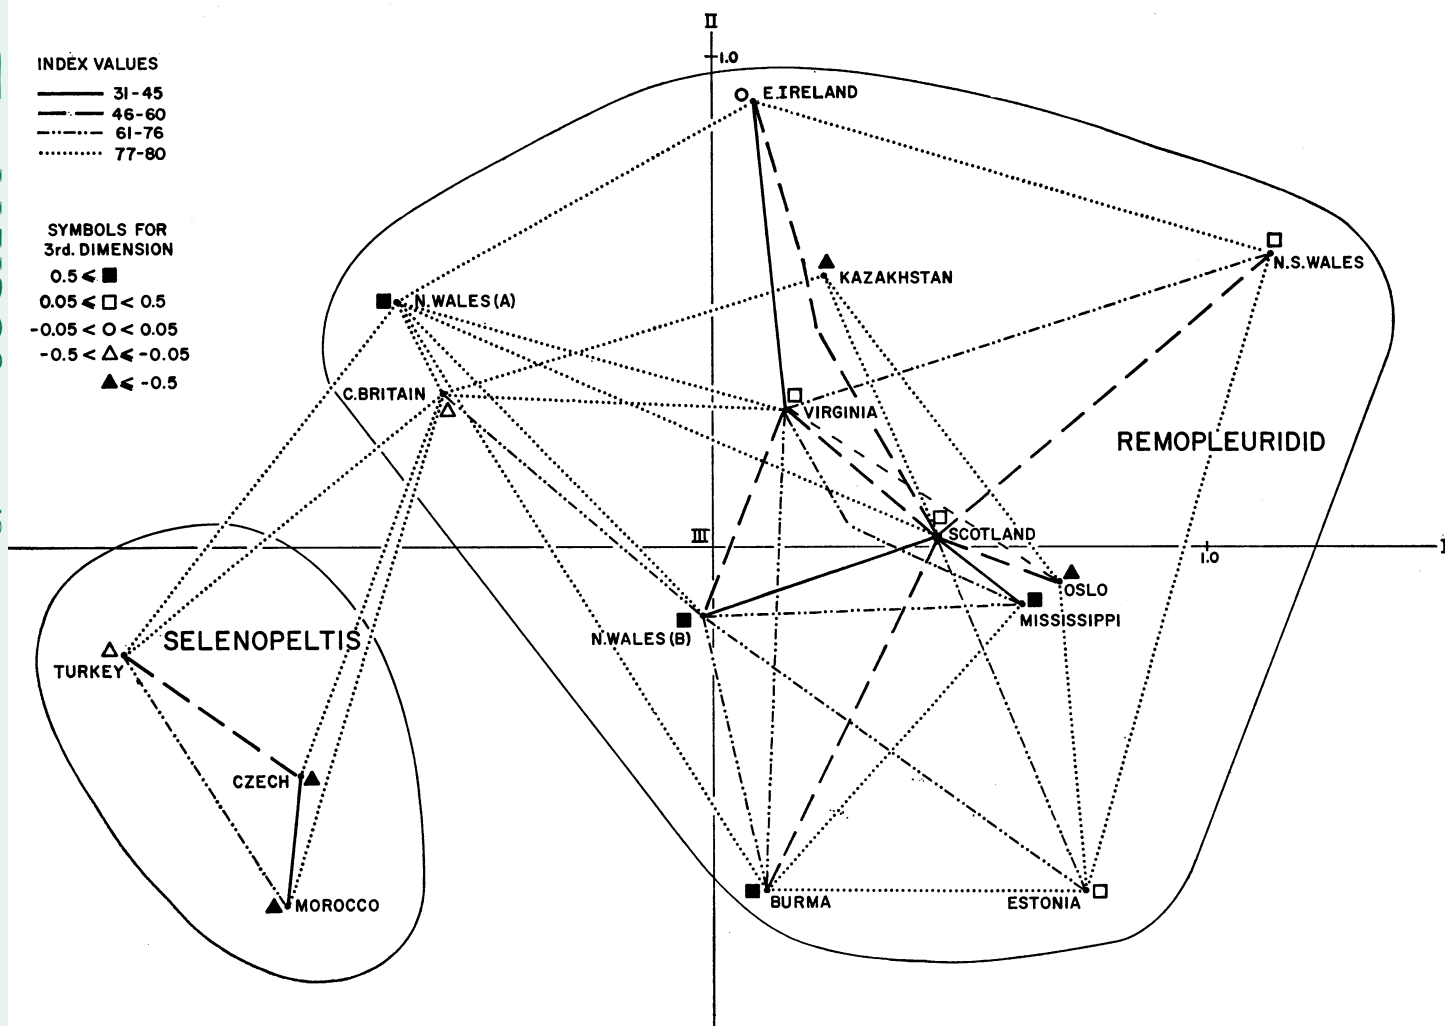 INDEX VALUES
31-45
46-60
61-76
77-80
SYMBOLS FOR
3rd. DIMENSION
0.5 ⩽ ■
0.05 ⩽ □ < 0.5
-0.05 < ○ < 0.05
-0.5 < △ ⩽ -0.05
▲ ⩽ -0.5
II
1.0
E.IRELAND
N.S.WALES
KAZAKHSTAN
N.WALES (A)
C.BRITAIN
VIRGINIA
REMOPLEURIDID
III
SCOTLAND
1.0
I
OSLO
MISSISSIPPI
N.WALES (B)
SELENOPELTIS
TURKEY
CZECH
MOROCCO
BURMA
ESTONIA